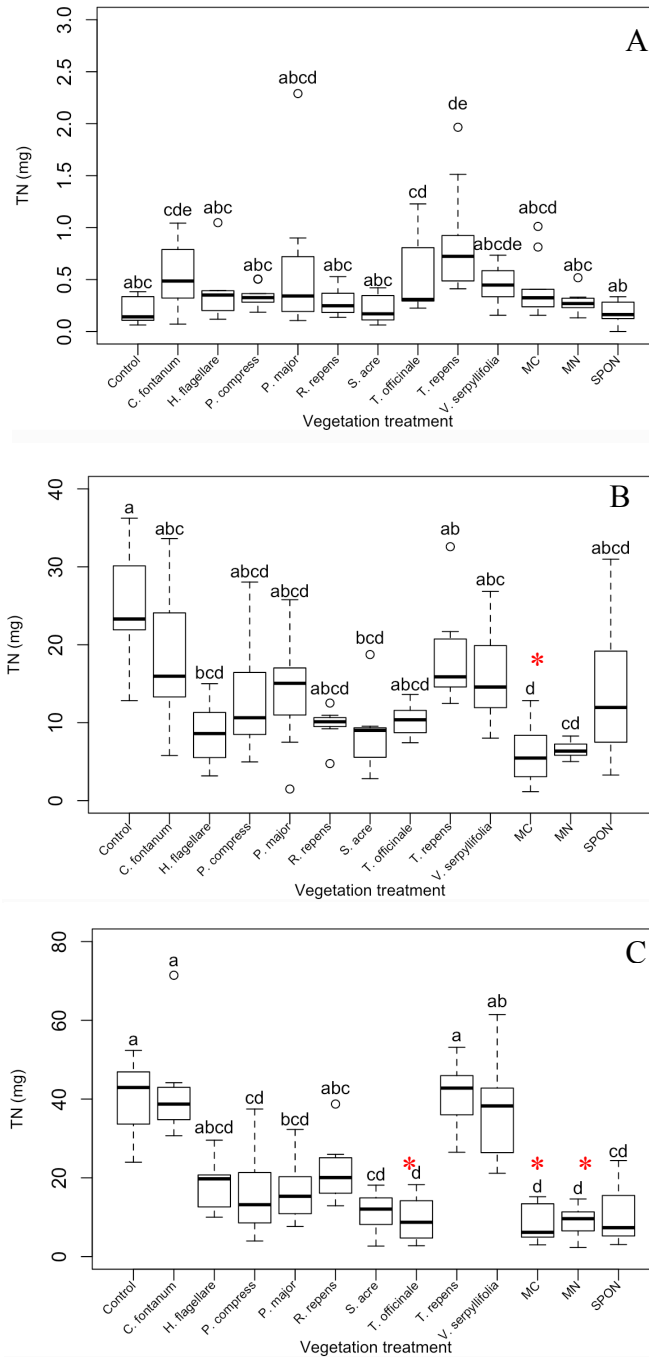 A
TN (mg)
3.0
2.5
2.0
1.5
1.0
0.5
0.0
abc
cde
abc
abc
abcd
abc
abc
cd
de
abcde
abcd
abc
ab
Control
C. fontanum
H. flagellare
P. compress
P. major
R. repens
S. acre
T. officinale
T. repens
V. serpyllifolia
MC
MN
SPON
Vegetation treatment
B
TN (mg)
40
30
20
10
0
a
abc
bcd
abcd
abcd
abcd
bcd
abcd
ab
abc
*
d
cd
abcd
Control
C. fontanum
H. flagellare
P. compress
P. major
R. repens
S. acre
T. officinale
T. repens
V. serpyllifolia
MC
MN
SPON
Vegetation treatment
C
TN (mg)
80
60
40
20
0
a
a
abcd
cd
bcd
abc
cd
*
d
a
ab
*
d
*
d
cd
Control
C. fontanum
H. flagellare
P. compress
P. major
R. repens
S. acre
T. officinale
T. repens
V. serpyllifolia
MC
MN
SPON
Vegetation treatment